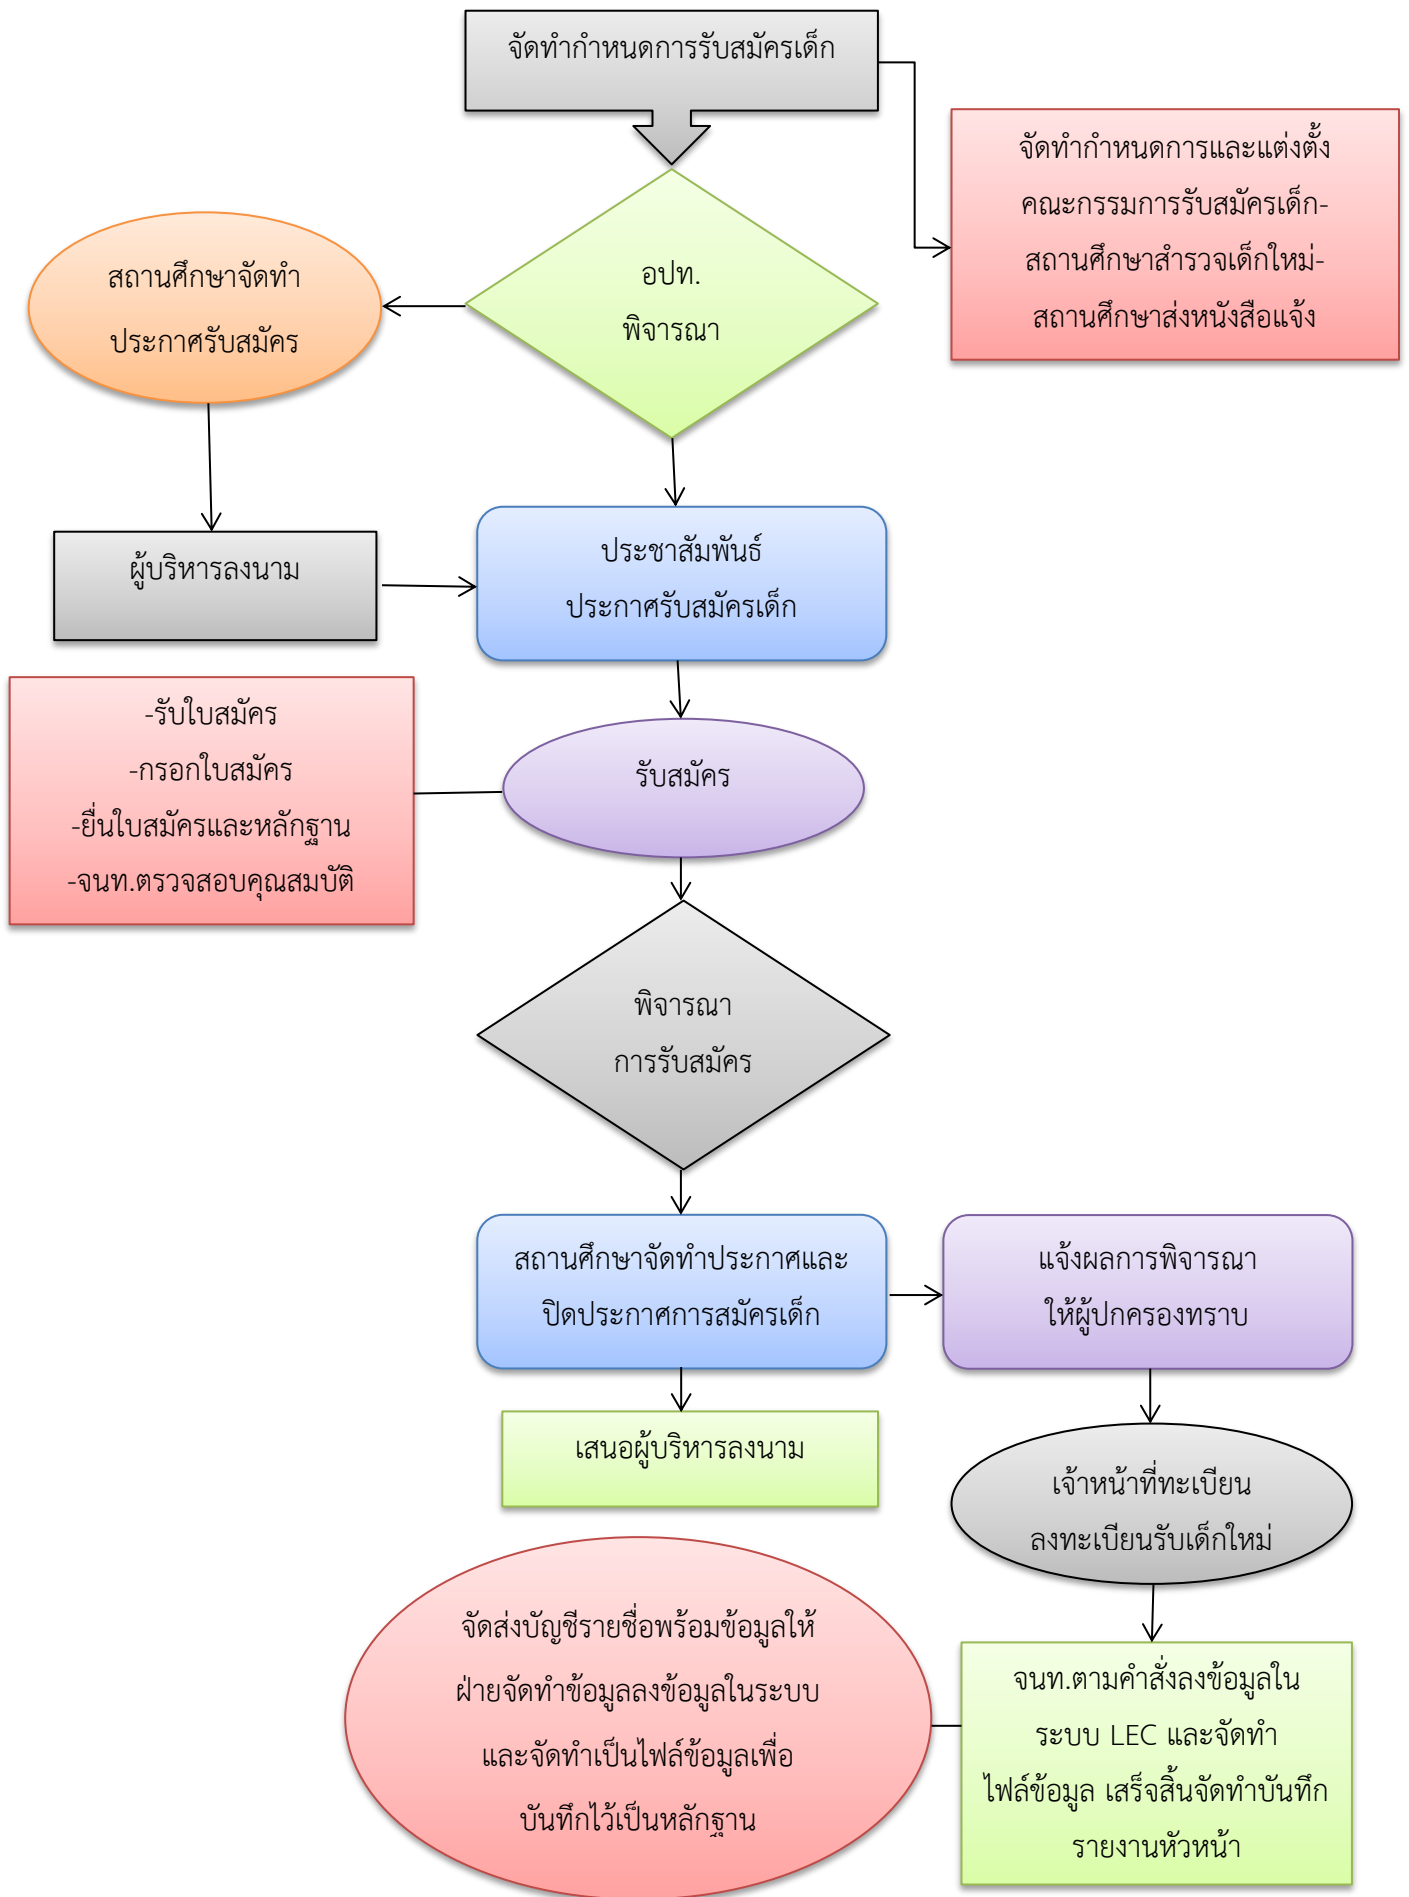 จัดทำกำหนดการรับสมัครเด็ก
จัดทำกำหนดการและแต่งตั้ง
คณะกรรมการรับสมัครเด็ก-
สถานศึกษาสำรวจเด็กใหม่-
สถานศึกษาส่งหนังสือแจ้ง
อปท.
พิจารณา
สถานศึกษาจัดทำ
ประกาศรับสมัคร
ผู้บริหารลงนาม
ประชาสัมพันธ์
ประกาศรับสมัครเด็ก
-รับใบสมัคร
-กรอกใบสมัคร
-ยื่นใบสมัครและหลักฐาน
-จนท.ตรวจสอบคุณสมบัติ
รับสมัคร
พิจารณา
การรับสมัคร
สถานศึกษาจัดทำประกาศและ
ปิดประกาศการสมัครเด็ก
แจ้งผลการพิจารณา
ให้ผู้ปกครองทราบ
เสนอผู้บริหารลงนาม
เจ้าหน้าที่ทะเบียน
ลงทะเบียนรับเด็กใหม่
จัดส่งบัญชีรายชื่อพร้อมข้อมูลให้
ฝ่ายจัดทำข้อมูลลงข้อมูลในระบบ
และจัดทำเป็นไฟล์ข้อมูลเพื่อ
บันทึกไว้เป็นหลักฐาน
จนท.ตามคำสั่งลงข้อมูลใน
ระบบ LEC และจัดทำ
ไฟล์ข้อมูล เสร็จสิ้นจัดทำบันทึก
รายงานหัวหน้า